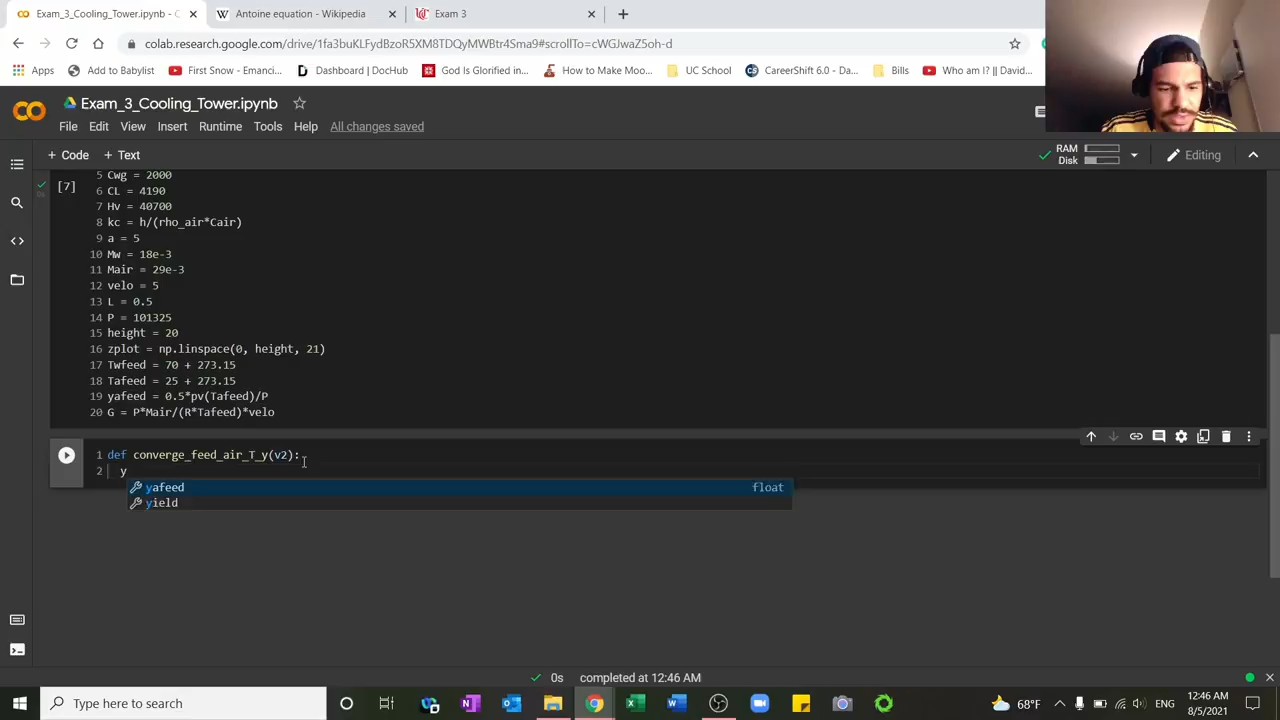 Exam_3_Cooling_Tower.ipynb - C
Antoine equation - Wikipedia
Exam 3
colab.research.google.com/drive/1fa3buKLFydBzoR5XM8TDQyMWBtr4Sma9#scrollTo=cWGJwaZ5oh-d
Apps
Add to Babylist
First Snow - Emanci...
Dashboard | DocHub
God Is Glorified in...
How to Make Moo...
UC School
CareerShift 6.0 - Da...
Bills
Who am I? || David...
Exam_3_Cooling_Tower.ipynb
File Edit View Insert Runtime Tools Help All changes saved
+ Code + Text
RAM
Disk
Editing
[7]
5 Cwg = 2000
6 CL = 4190
7 Hv = 40700
8 kc = h/(rho_air*Cair)
9 a = 5
10 Mw = 18e-3
11 Mair = 29e-3
12 velo = 5
13 L = 0.5
14 P = 101325
15 height = 20
16 zplot = np.linspace(0, height, 21)
17 Twfeed = 70 + 273.15
18 Tafeed = 25 + 273.15
19 yafeed = 0.5*pv(Tafeed)/P
20 G = P*Mair/(R*Tafeed)*velo
1 def converge_feed_air_T_y(v2):
2 y
yafeed float
yield
0s completed at 12:46 AM
Type here to search
68°F
ENG
12:46 AM
8/5/2021